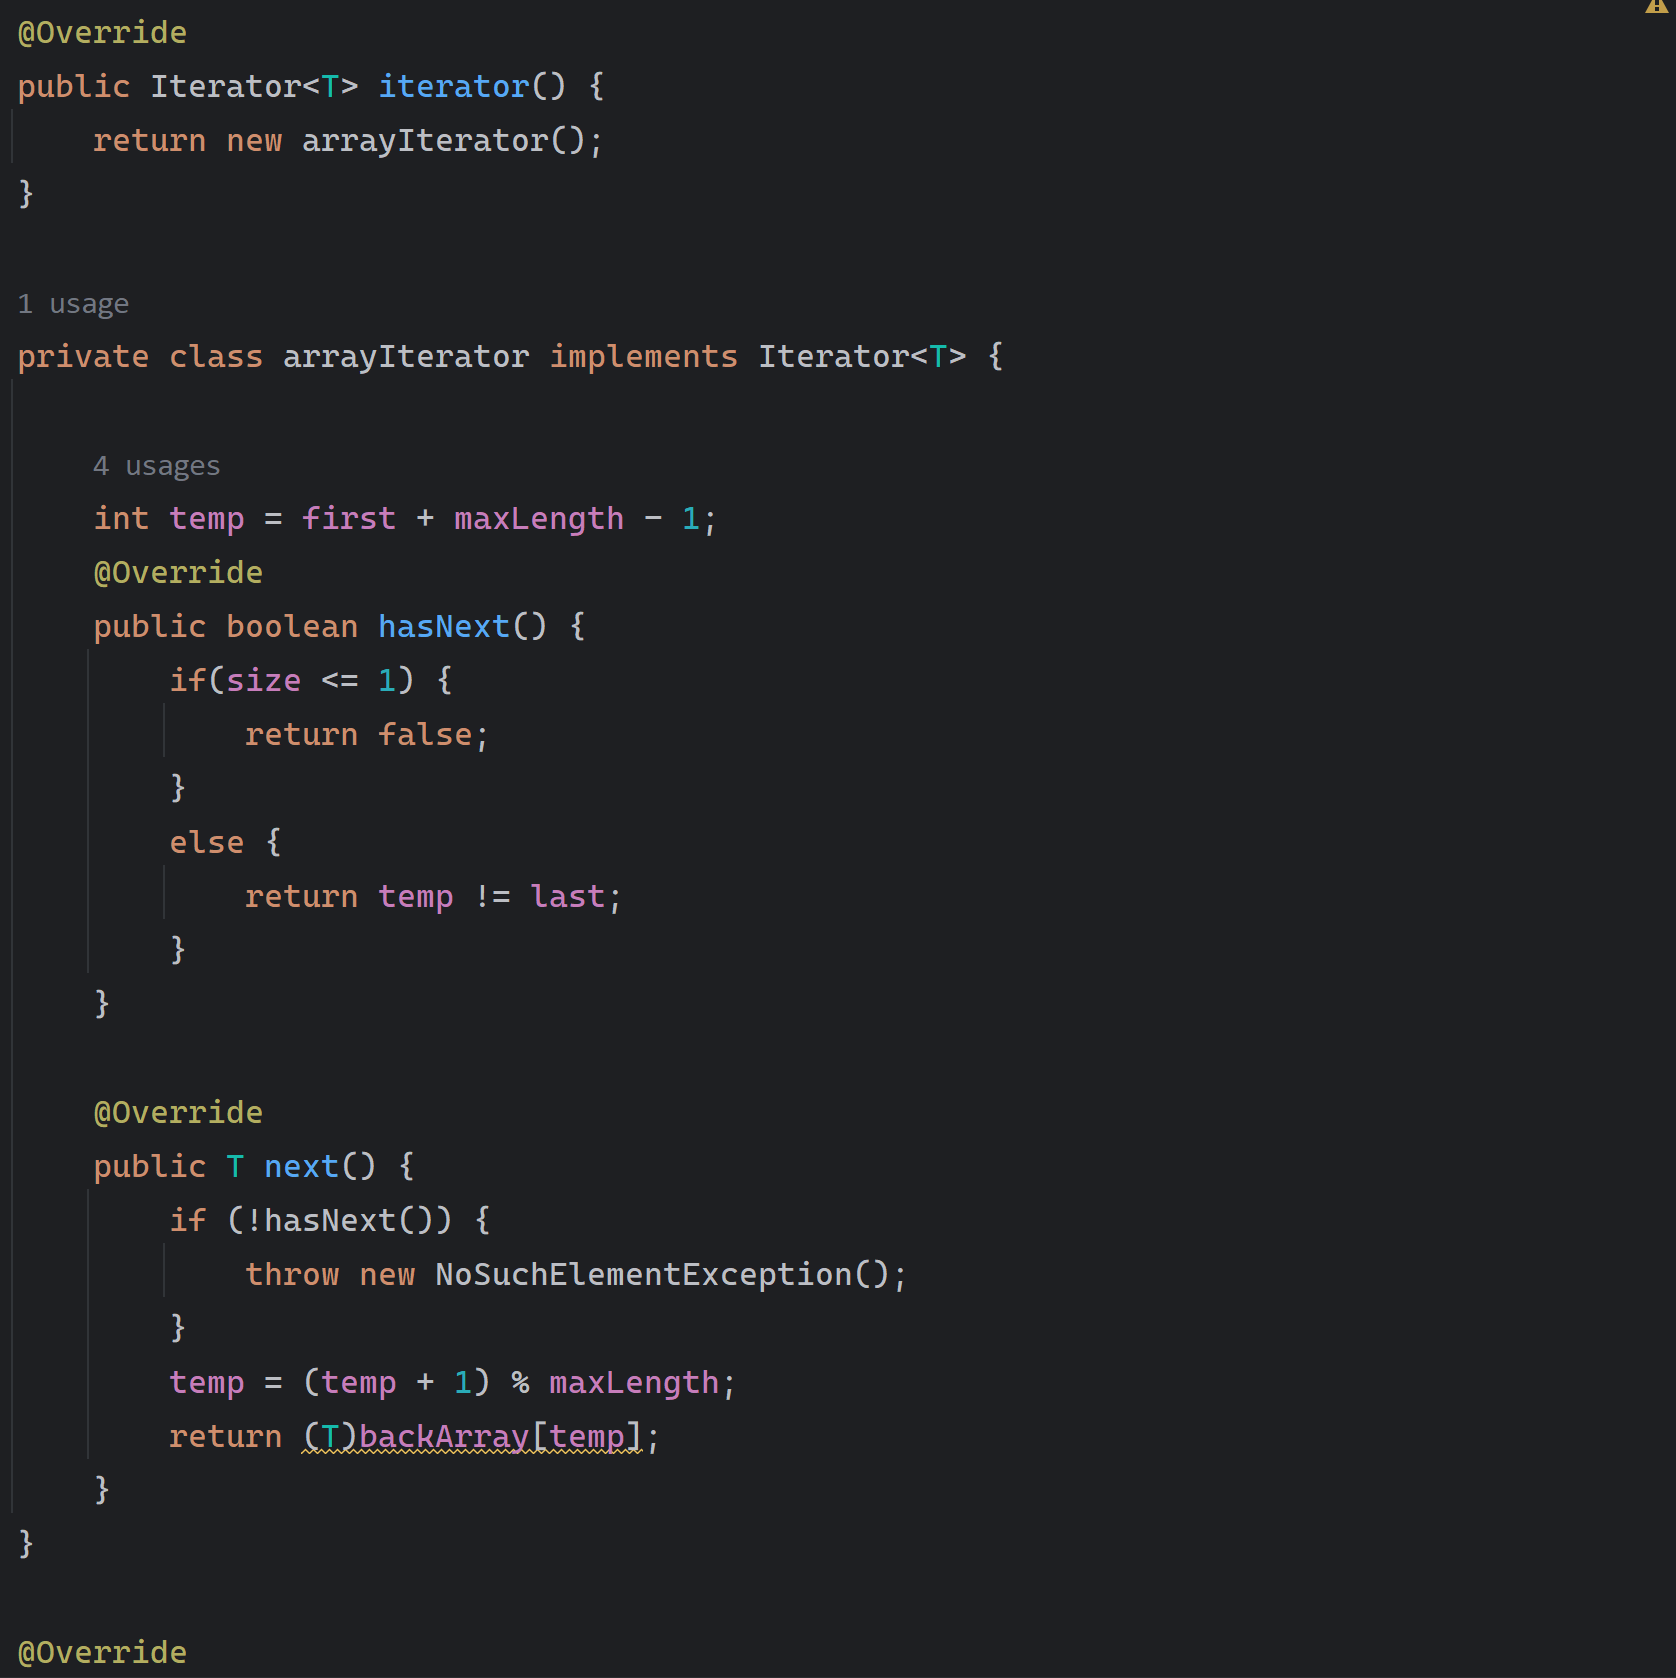 @Override
public Iterator<T> iterator() {
    return new arrayIterator();
}

1 usage
private class arrayIterator implements Iterator<T> {

    4 usages
    int temp = first + maxLength - 1;
    @Override
    public boolean hasNext() {
        if(size <= 1) {
            return false;
        }
        else {
            return temp != last;
        }
    }

    @Override
    public T next() {
        if (!hasNext()) {
            throw new NoSuchElementException();
        }
        temp = (temp + 1) % maxLength;
        return (T)backArray[temp];
    }
}

@Override